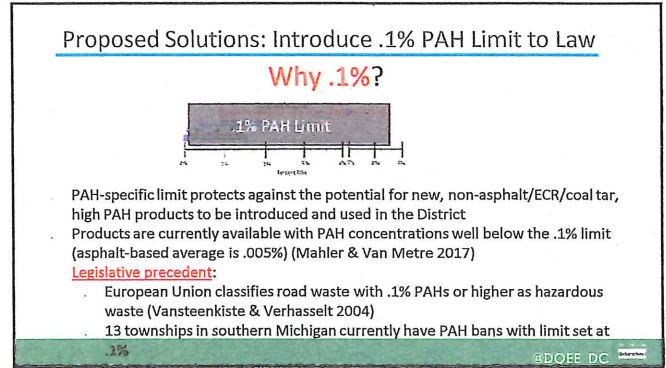 Proposed Solutions: Introduce .1% PAH Limit to Law
Why .1%?
.1% PAH Limit
PAH-specific limit protects against the potential for new, non-asphalt/ECR/coal tar,
high PAH products to be introduced and used in the District
Products are currently available with PAH concentrations well below the .1% limit
(asphalt-based average is .005%) (Mahler & Van Metre 2017)
Legislative precedent:
European Union classifies road waste with .1% PAHs or higher as hazardous
waste (Vansteenkiste & Verhasselt 2004)
13 townships in southern Michigan currently have PAH bans with limit set at
.1%
@DOEE_DC